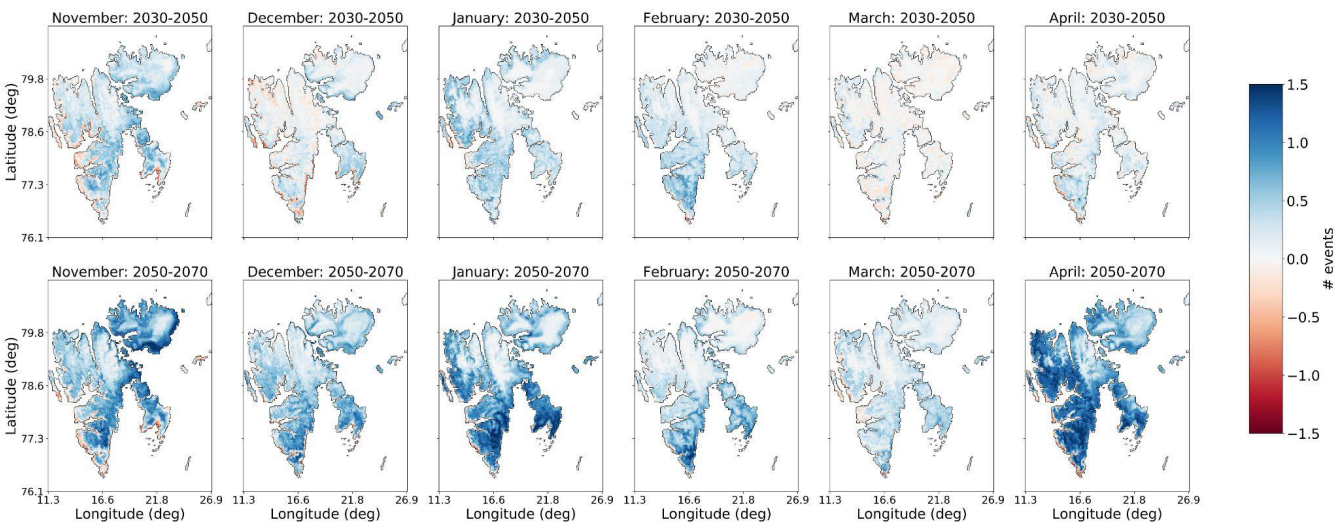 November: 2030-2050
December: 2030-2050
January: 2030-2050
February: 2030-2050
March: 2030-2050
April: 2030-2050
Latitude (deg)
79.8
78.6
77.3
76.1
November: 2050-2070
December: 2050-2070
January: 2050-2070
February: 2050-2070
March: 2050-2070
April: 2050-2070
Latitude (deg)
79.8
78.6
77.3
76.1
11.3 16.6 21.8 26.9
11.3 16.6 21.8 26.9
11.3 16.6 21.8 26.9
11.3 16.6 21.8 26.9
11.3 16.6 21.8 26.9
11.3 16.6 21.8 26.9
Longitude (deg)
Longitude (deg)
Longitude (deg)
Longitude (deg)
Longitude (deg)
Longitude (deg)
1.5
1.0
0.5
0.0
−0.5
−1.0
−1.5
# events